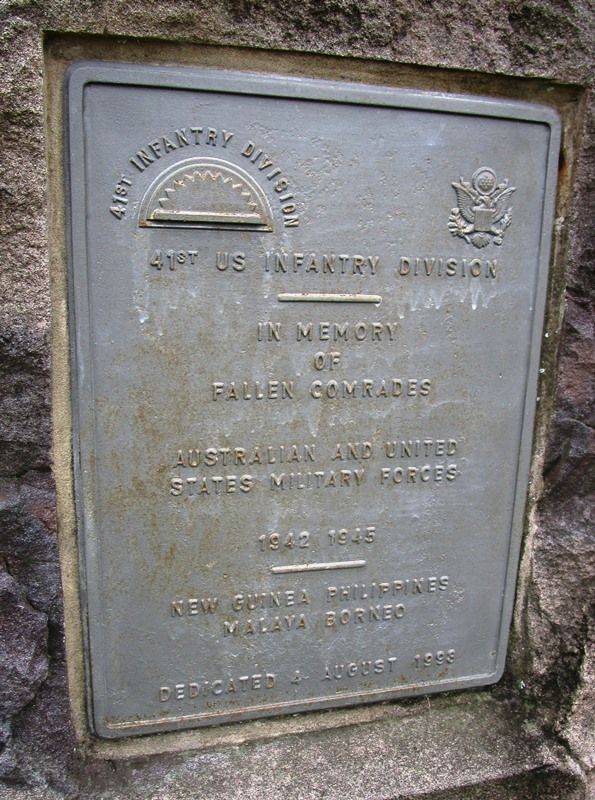 41ST INFANTRY DIVISION
41ST US INFANTRY DIVISION
IN MEMORY
OF
FALLEN COMRADES
AUSTRALIAN AND UNITED
STATES MILITARY FORCES
1942 1945
NEW GUINEA PHILIPPINES
MALAYA BORNEO
DEDICATED 4 AUGUST 1993